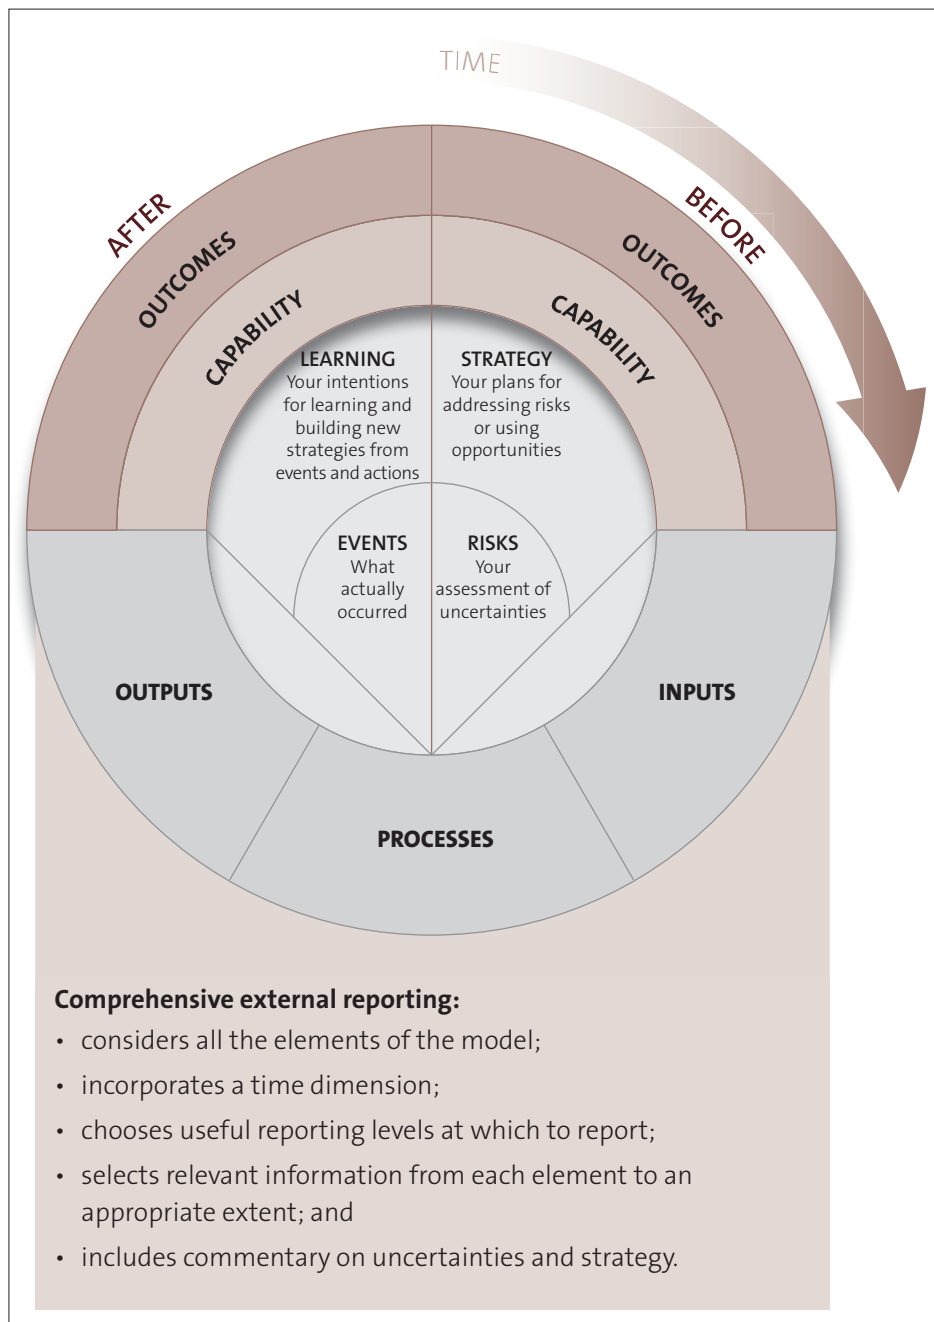 TIME
AFTER
BEFORE
OUTCOMES
OUTCOMES
CAPABILITY
CAPABILITY
LEARNING
Your intentions
for learning and
building new
strategies from
events and actions
STRATEGY
Your plans for
addressing risks
or using
opportunities
EVENTS
What
actually
occurred
RISKS
Your
assessment of
uncertainties
OUTPUTS
INPUTS
PROCESSES
Comprehensive external reporting:
• considers all the elements of the model;
• incorporates a time dimension;
• chooses useful reporting levels at which to report;
• selects relevant information from each element to an
appropriate extent; and
• includes commentary on uncertainties and strategy.